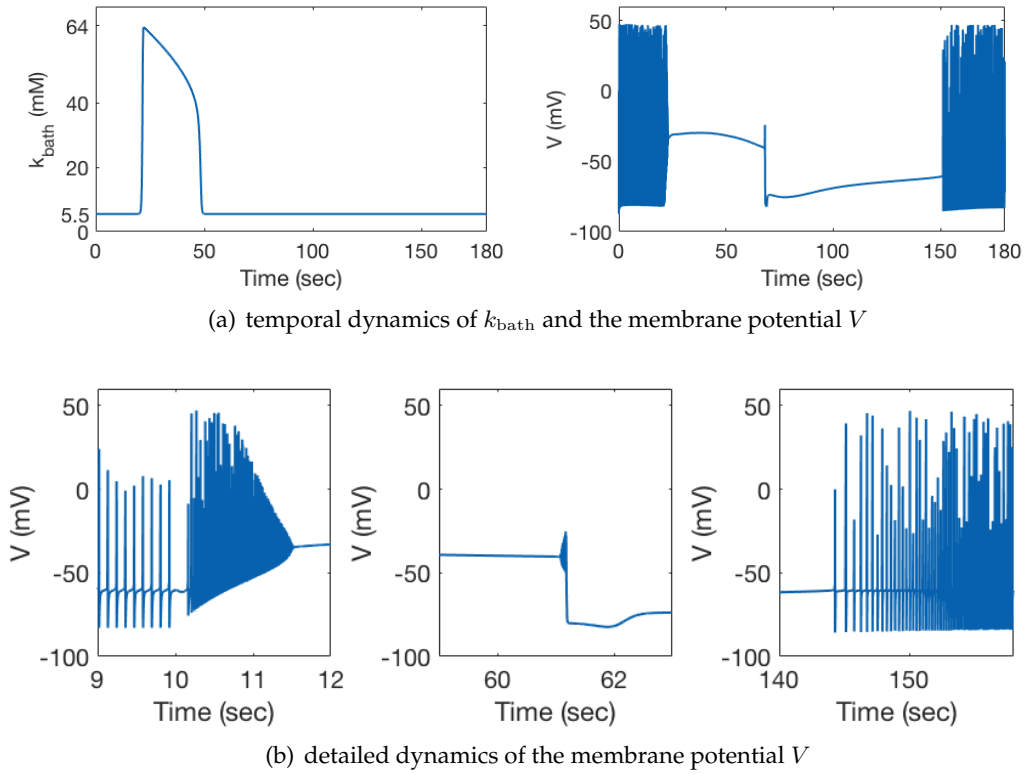 64
40
20
5.5
0
k_bath (mM)
0 50 100 150 180
Time (sec)
50
0
-50
-100
V (mV)
0 50 100 150 180
Time (sec)
(a) temporal dynamics of k_bath and the membrane potential V
50
0
-50
-100
V (mV)
9 10 11 12
Time (sec)
50
0
-50
-100
V (mV)
60 62
Time (sec)
50
0
-50
-100
V (mV)
140 150
Time (sec)
(b) detailed dynamics of the membrane potential V